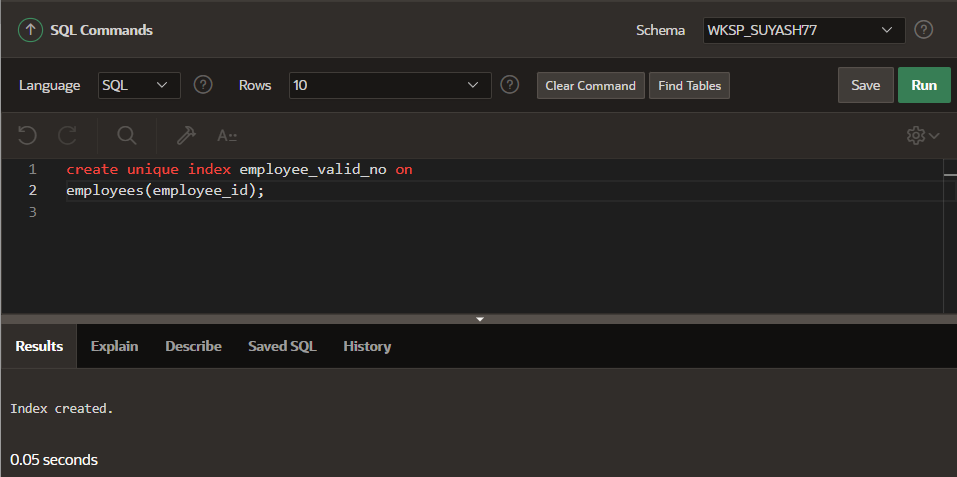 SQL Commands Schema WKSP_SUYASH77 ?
Language SQL ? Rows 10 ? Clear Command Find Tables Save Run
A
1 create unique index employee_valid_no on
2 employees(employee_id);
3
Results Explain Describe Saved SQL History
Index created.
0.05 seconds